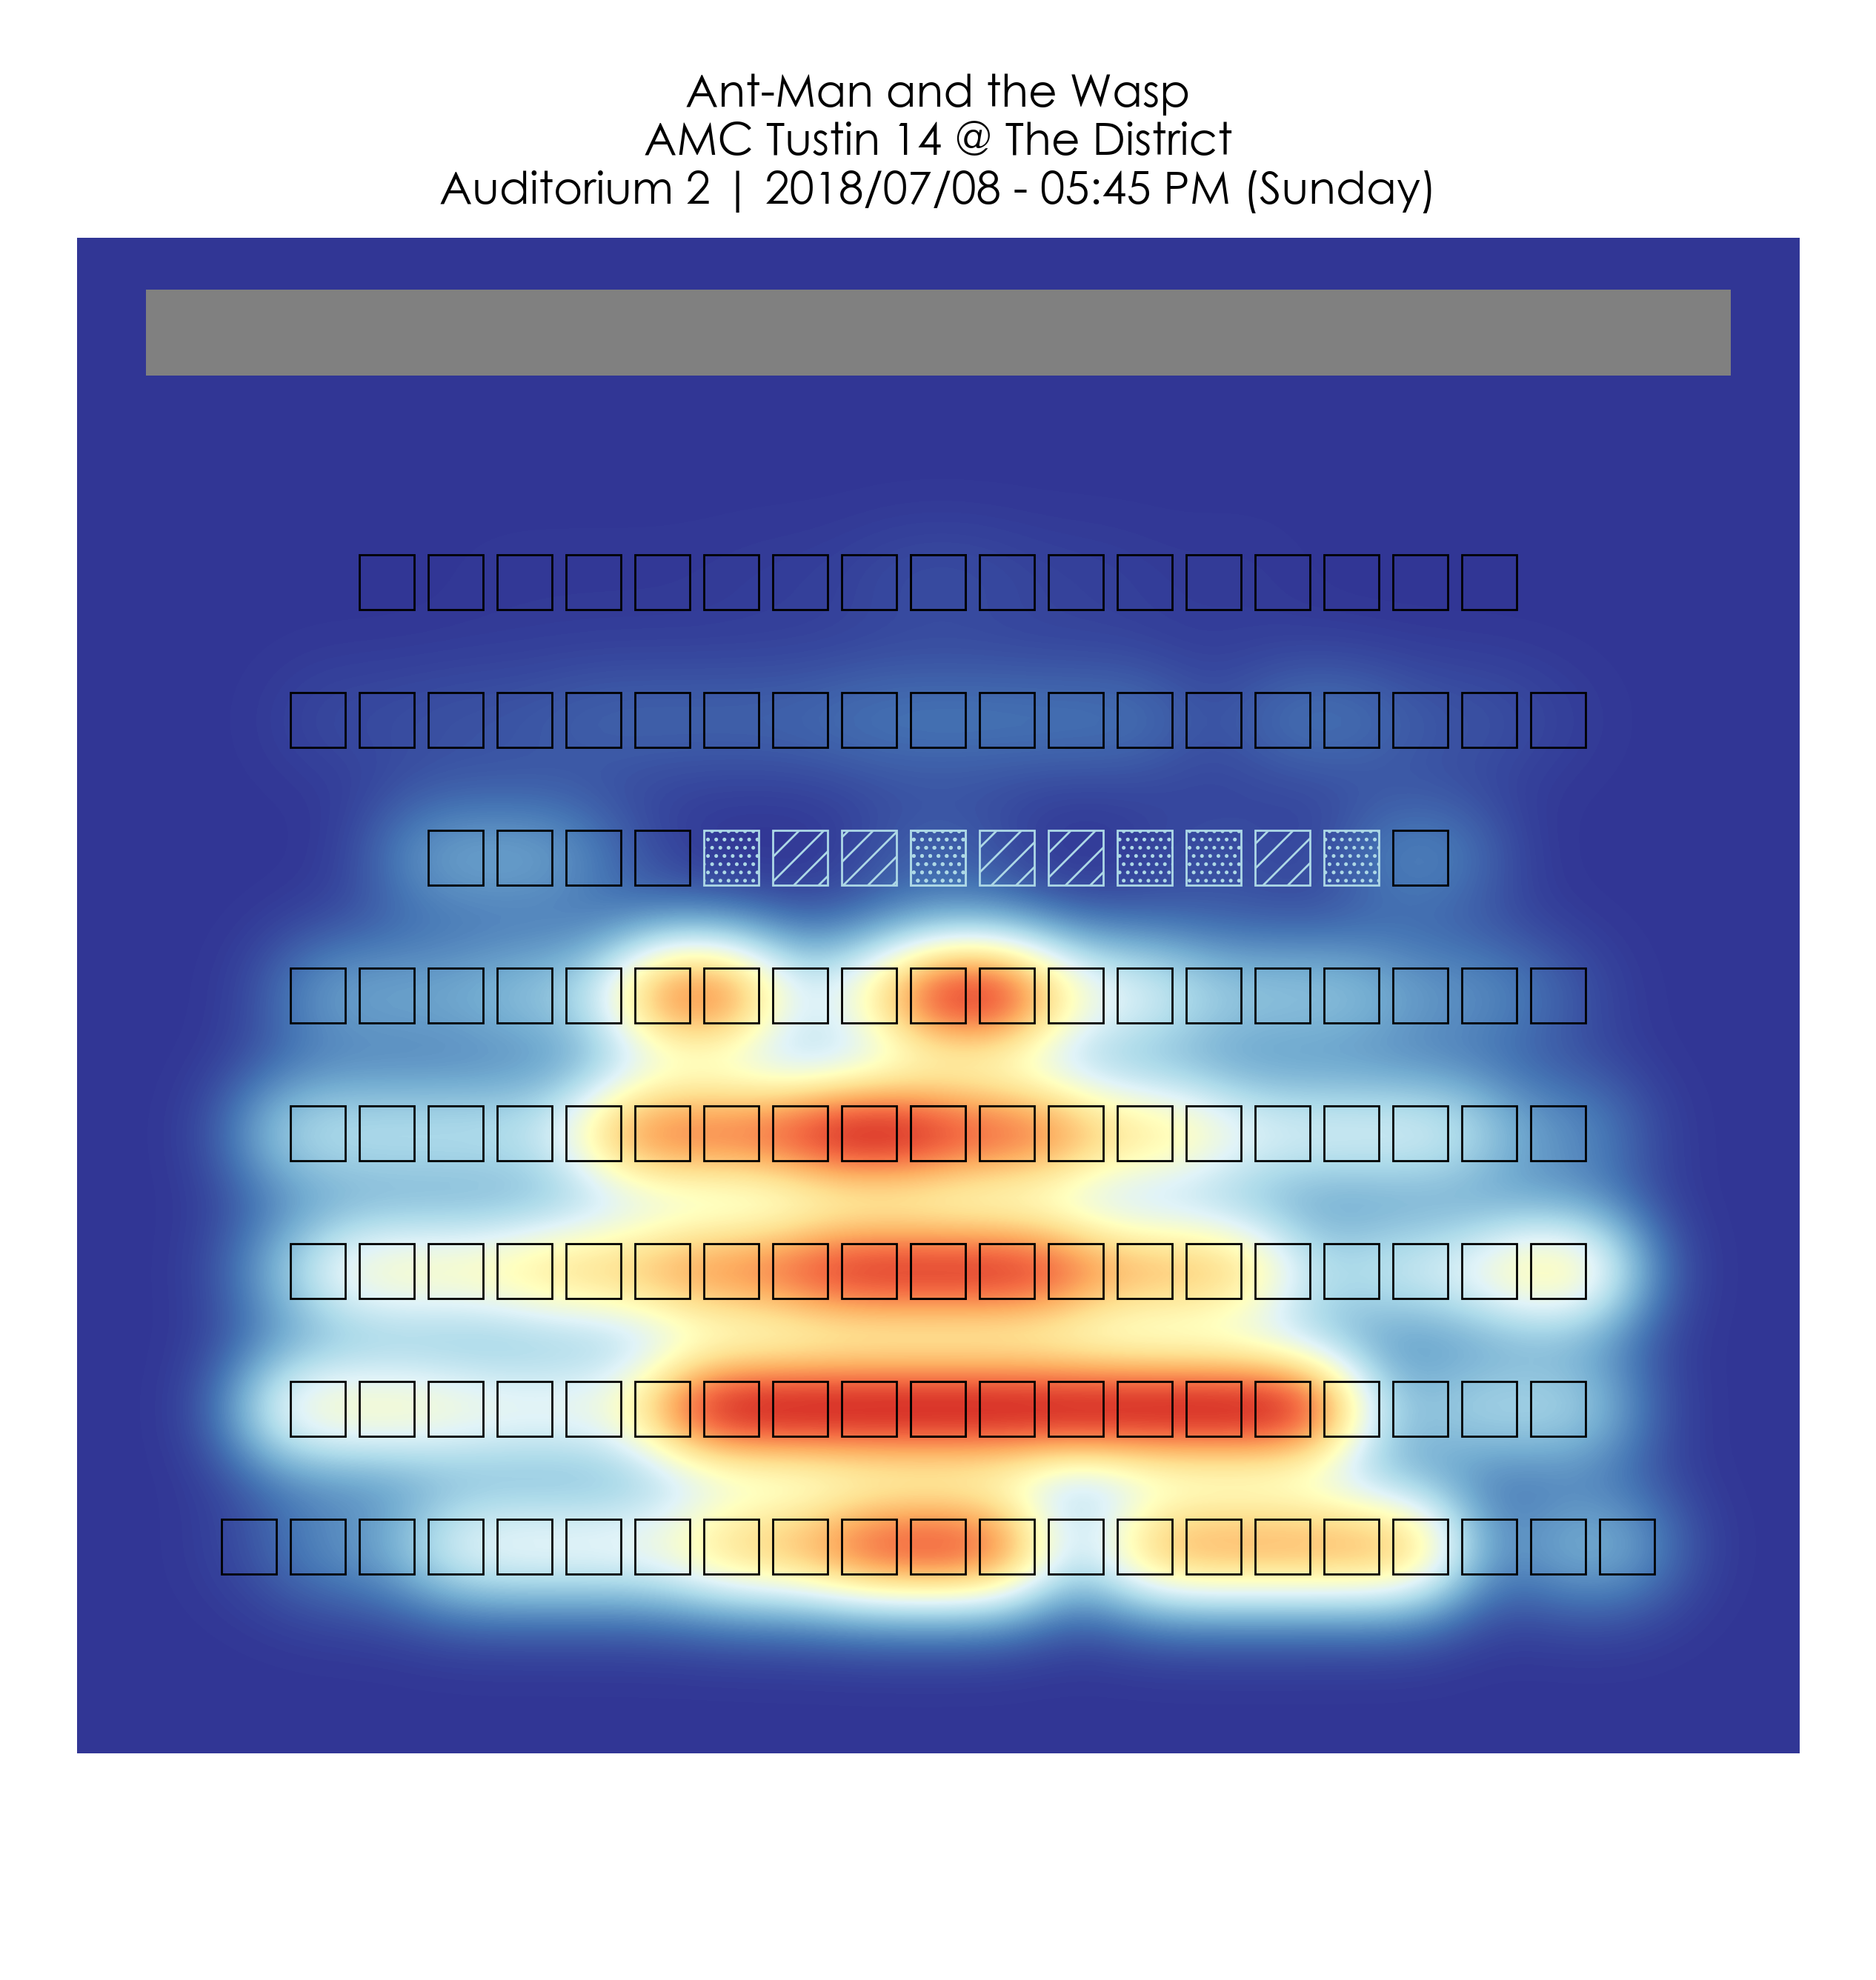 Ant-Man and the Wasp
AMC Tustin 14 @ The District
Auditorium 2 | 2018/07/08 - 05:45 PM (Sunday)